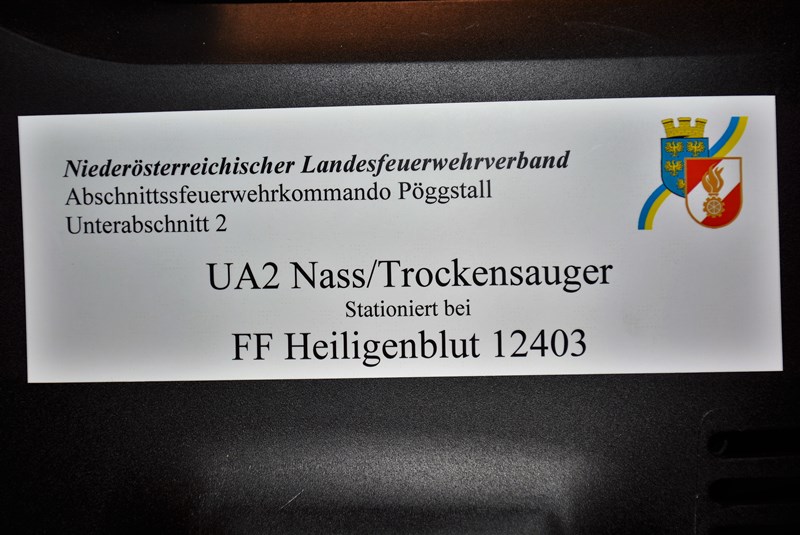 Niederösterreichischer Landesfeuerwehrverband
Abschnittssfeuerwehrkommando Pöggstall
Unterabschnitt 2
UA2 Nass/Trockensauger
Stationiert bei
FF Heiligenblut 12403